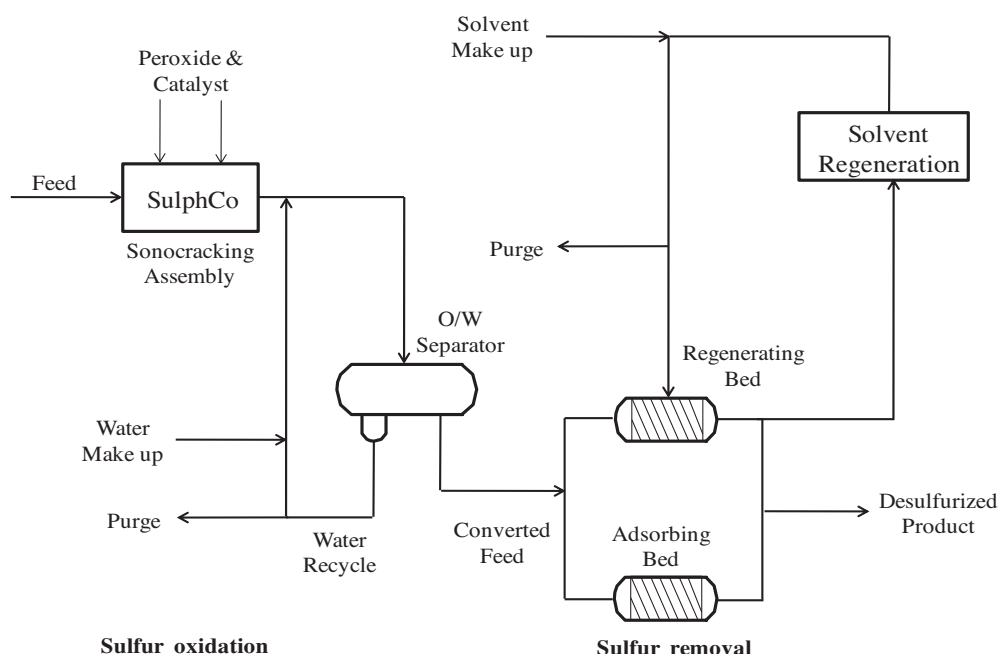 Peroxide &
Catalyst
Feed
SulphCo
Sonocracking
Assembly
O/W
Separator
Water
Make up
Purge
Water
Recycle
Converted
Feed
Solvent
Make up
Solvent
Regeneration
Purge
Regenerating
Bed
Adsorbing
Bed
Desulfurized
Product
Sulfur oxidation
Sulfur removal